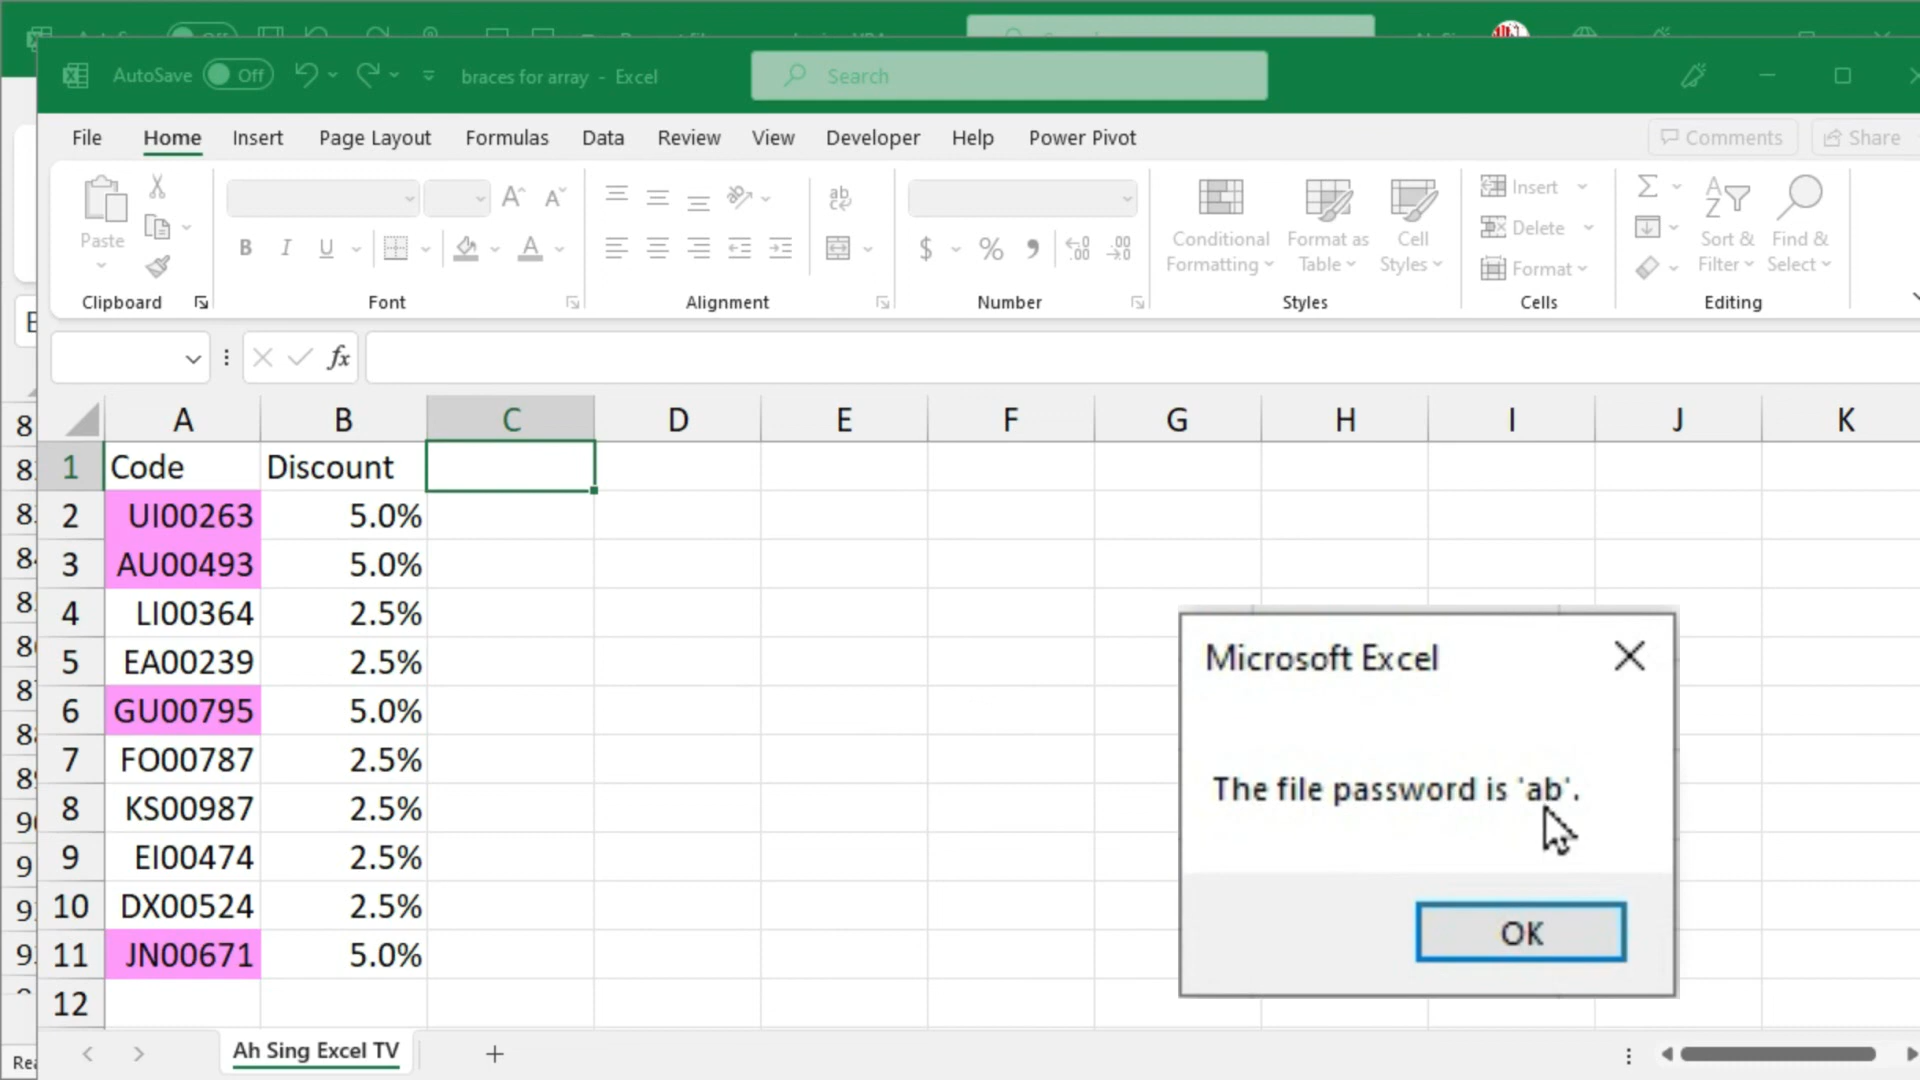 AutoSave Off braces for array - Excel Search
File Home Insert Page Layout Formulas Data Review View Developer Help Power Pivot Comments Share
Paste
Clipboard
B I U A
Font
ab
Alignment
$ % 9 .00 .00
Number
Conditional Formatting
Format as Table
Cell Styles
Styles
Insert
Delete
Format
Cells
Sort & Filter
Find & Select
Editing
fx
A B C D E F G H I J K
1 Code Discount
2 UI00263 5.0%
3 AU00493 5.0%
4 LI00364 2.5%
5 EA00239 2.5%
6 GU00795 5.0%
7 FO00787 2.5%
8 KS00987 2.5%
9 EI00474 2.5%
10 DX00524 2.5%
11 JN00671 5.0%
12
Microsoft Excel
The file password is 'ab'.
OK
Ah Sing Excel TV